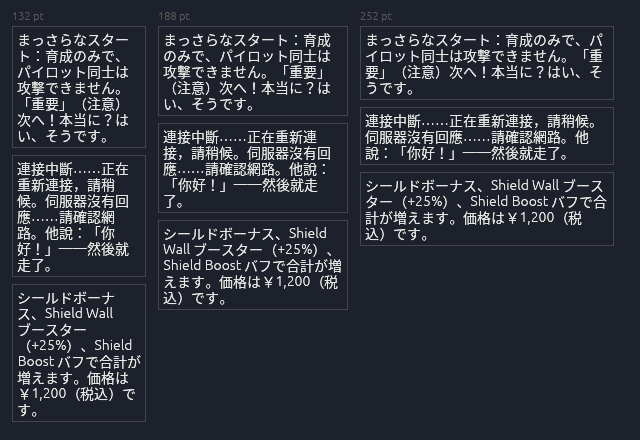 132 pt
まっさらなスター
ト：育成のみで、
パイロット同士は
攻撃できません。
「重要」（注意）
次へ！本当に？は
い、そうです。
連接中斷……正在
重新連接，請稍
候。伺服器沒有回
應……請確認網
路。他說：「你
好！」——然後就
走了。
シールドボーナ
ス、Shield Wall
ブースター
（+25%）、Shield
Boost バフで合計が
増えます。価格は
￥1,200（税込）で
す。
188 pt
まっさらなスタート：育成
のみで、パイロット同士は
攻撃できません。「重要」
（注意）次へ！本当に？は
い、そうです。
連接中斷……正在重新連
接，請稍候。伺服器沒有回
應……請確認網路。他說：
「你好！」——然後就走
了。
シールドボーナス、Shield
Wall ブースター（+25%）、
Shield Boost バフで合計が増
えます。価格は￥1,200（税
込）です。
252 pt
まっさらなスタート：育成のみで、パ
イロット同士は攻撃できません。「重
要」（注意）次へ！本当に？はい、そ
うです。
連接中斷……正在重新連接，請稍候。
伺服器沒有回應……請確認網路。他
說：「你好！」——然後就走了。
シールドボーナス、Shield Wall ブース
ター（+25%）、Shield Boost バフで合
計が増えます。価格は￥1,200（税
込）です。